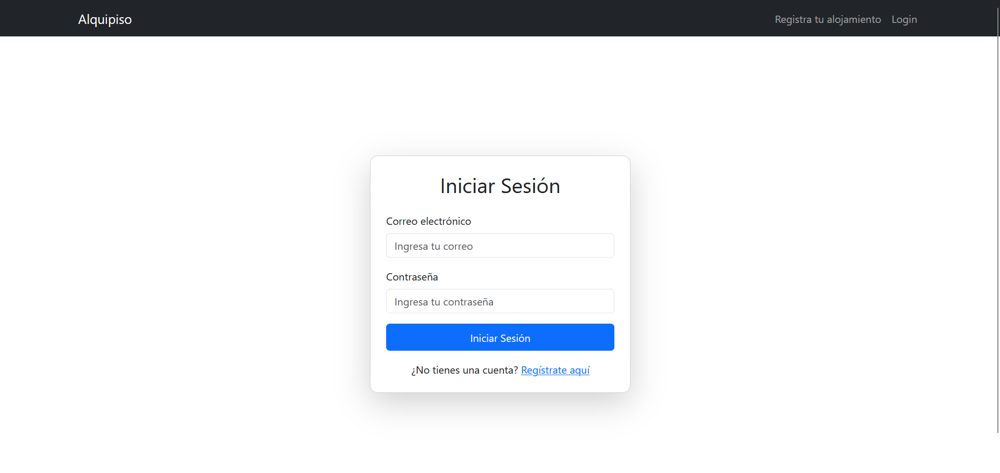 Alquipiso
Registra tu alojamiento
Login
Iniciar Sesión
Correo electrónico
Ingresa tu correo
Contraseña
Ingresa tu contraseña
Iniciar Sesión
¿No tienes una cuenta? Regístrate aquí